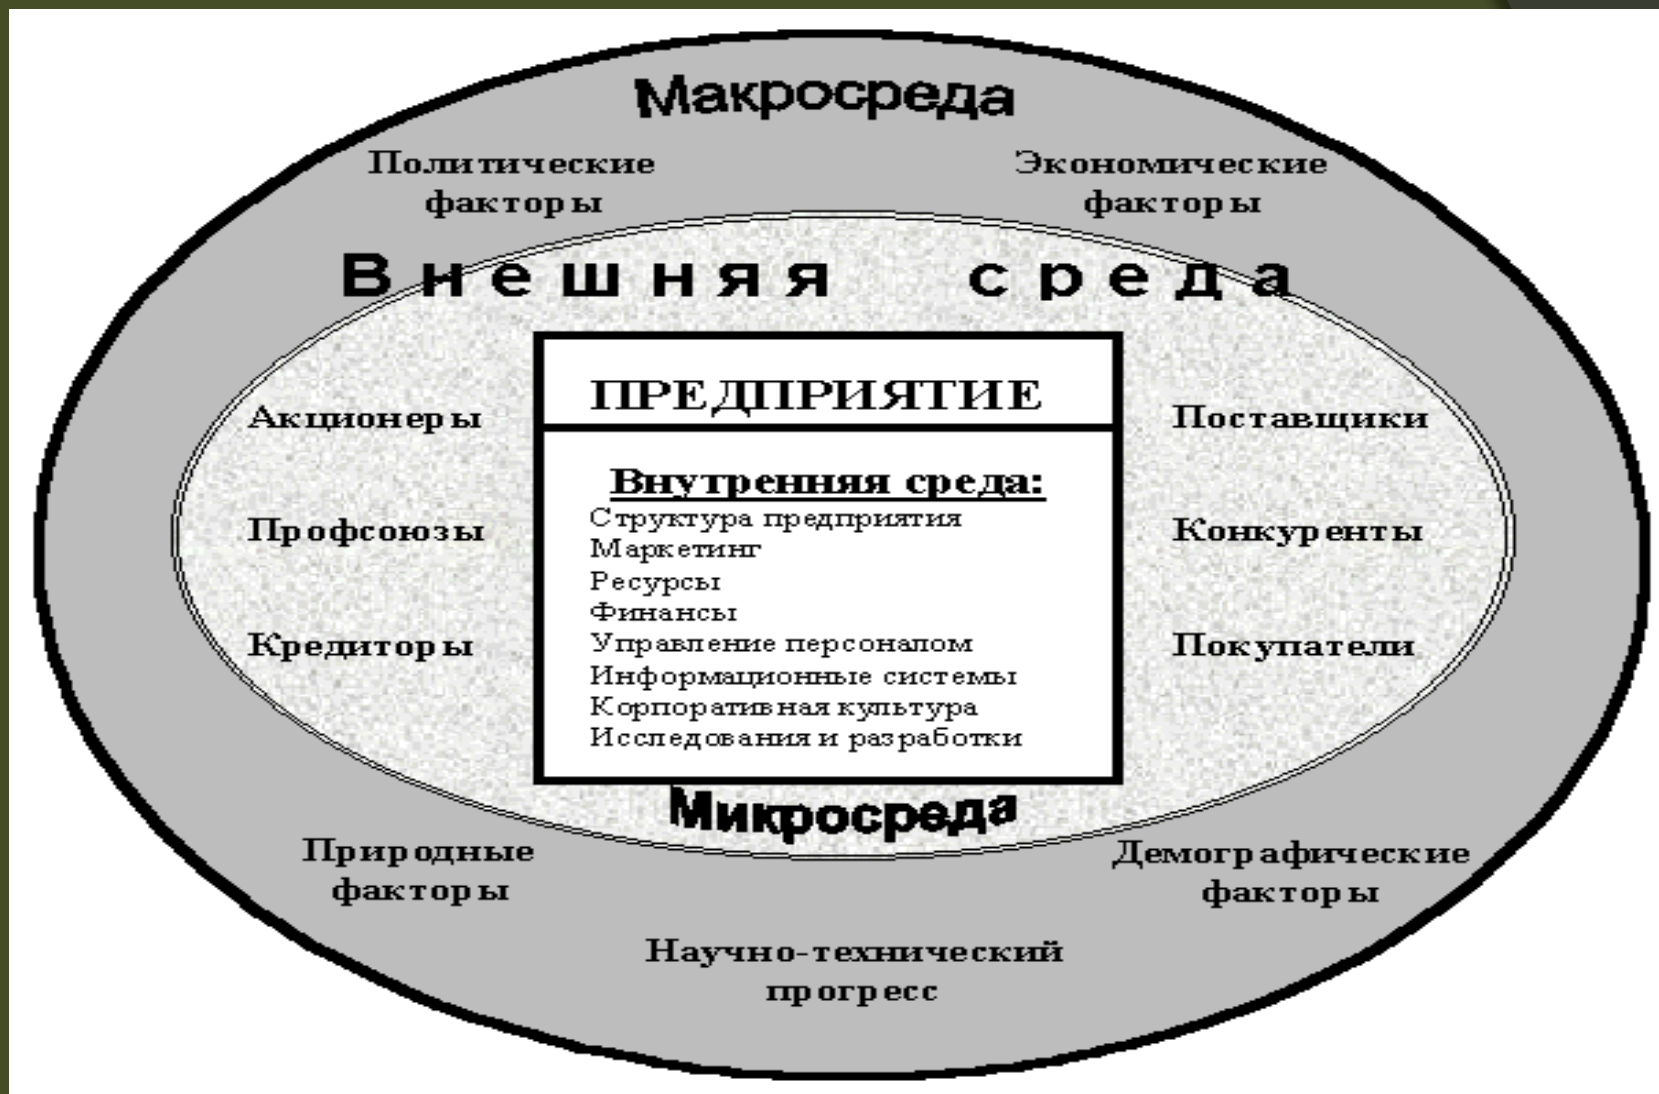 Макросреда
Политические
факторы
Экономические
факторы
Внешняя среда
ПРЕДПРИЯТИЕ
Внутренняя среда:
Структура предприятия
Маркетинг
Ресурсы
Финансы
Управление персоналом
Информационные системы
Корпоративная культура
Исследования и разработки
Акционеры
Профсоюзы
Кредиторы
Поставщики
Конкуренты
Покупатели
Микросреда
Природные
факторы
Демографические
факторы
Научно-технический
прогресс